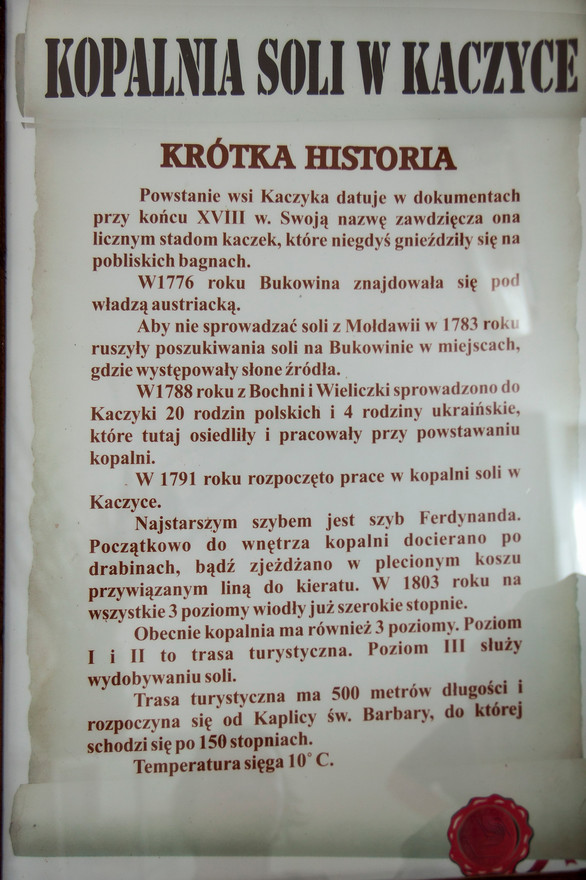 KOPALNIA SOLI W KACZYCE
KRÓTKA HISTORIA
Powstanie wsi Kaczyka datuje w dokumentach
przy końcu XVIII w. Swoją nazwę zawdzięcza ona
licznym stadom kaczek, które niegdyś gnieździły się na
pobliskich bagnach.
W1776 roku Bukowina znajdowała się pod
władzą austriacką.
Aby nie sprowadzać soli z Mołdawii w 1783 roku
ruszyły poszukiwania soli na Bukowinie w miejscach,
gdzie występowały słone źródła.
W1788 roku z Bochni i Wieliczki sprowadzono do
Kaczyki 20 rodzin polskich i 4 rodziny ukraińskie,
które tutaj osiedliły i pracowały przy powstawaniu
kopalni.
W 1791 roku rozpoczęto prace w kopalni soli w
Kaczyce.
Najstarszym szybem jest szyb Ferdynanda.
Początkowo do wnętrza kopalni docierano po
drabinach, bądź zjeżdżano w plecionym koszu
przywiązanym liną do kieratu. W 1803 roku na
wszystkie 3 poziomy wiodły już szerokie stopnie.
Obecnie kopalnia ma również 3 poziomy. Poziom
I i II to trasa turystyczna. Poziom III służy
wydobywaniu soli.
Trasa turystyczna ma 500 metrów długości i
rozpoczyna się od Kaplicy św. Barbary, do której
schodzi się po 150 stopniach.
Temperatura sięga 10° C.